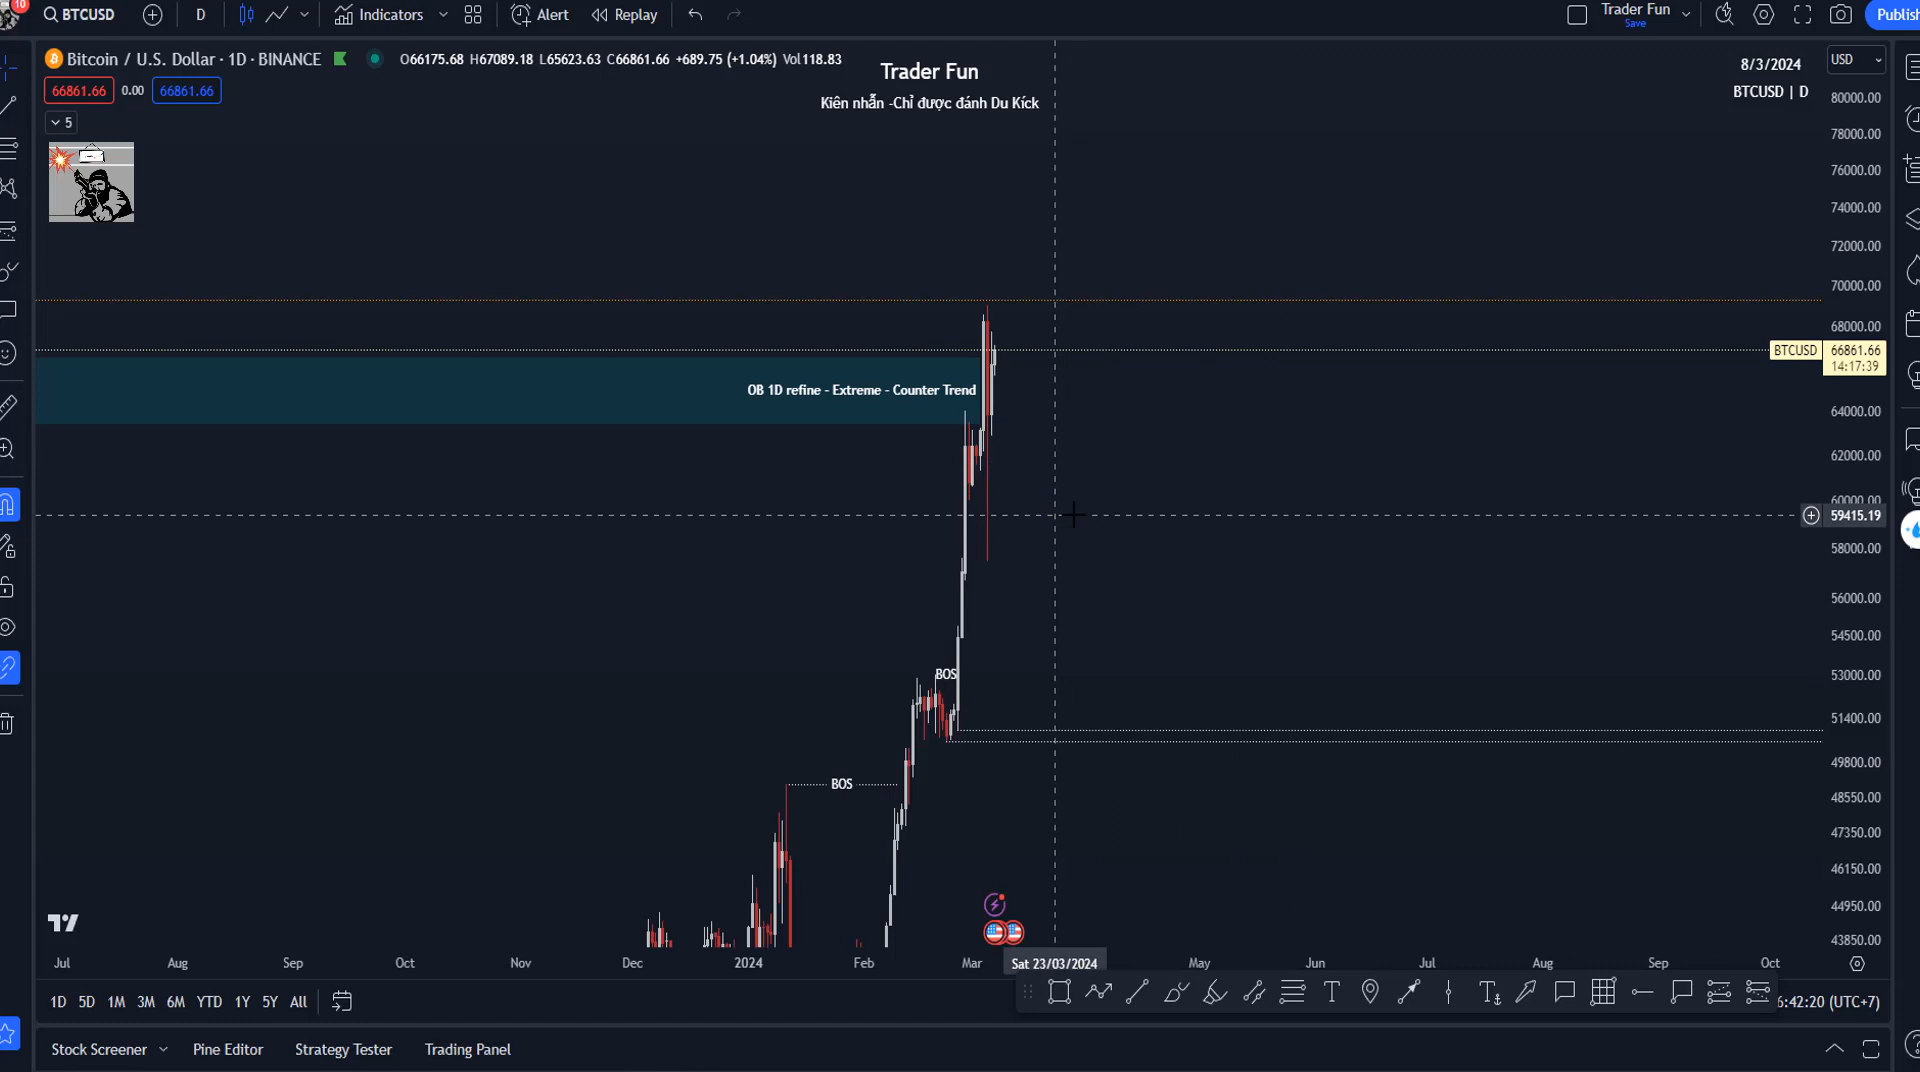 10
BTCUSD
D
Indicators
Alert
Replay
Trader Fun
Save
Publish
Bitcoin / U.S. Dollar · 1D · BINANCE
O66175.68 H67089.18 L65623.63 C66861.66 +689.75 (+1.04%) Vol118.83
66861.66 0.00 66861.66
5
Trader Fun
Kiên nhẫn -Chỉ được đánh Du Kích
8/3/2024
BTCUSD | D
USD
80000.00
78000.00
76000.00
74000.00
72000.00
70000.00
68000.00
BTCUSD 66861.66
14:17:39
OB 1D refine - Extreme - Counter Trend
64000.00
62000.00
60000.00
59415.19
58000.00
56000.00
54500.00
BOS
53000.00
51400.00
49800.00
BOS
48550.00
47350.00
46150.00
44950.00
43850.00
Jul Aug Sep Oct Nov Dec 2024 Feb Mar Sat 23/03/2024 May Jun Jul Aug Sep Oct
1D 5D 1M 3M 6M YTD 1Y 5Y All
6:42:20 (UTC+7)
Stock Screener Pine Editor Strategy Tester Trading Panel